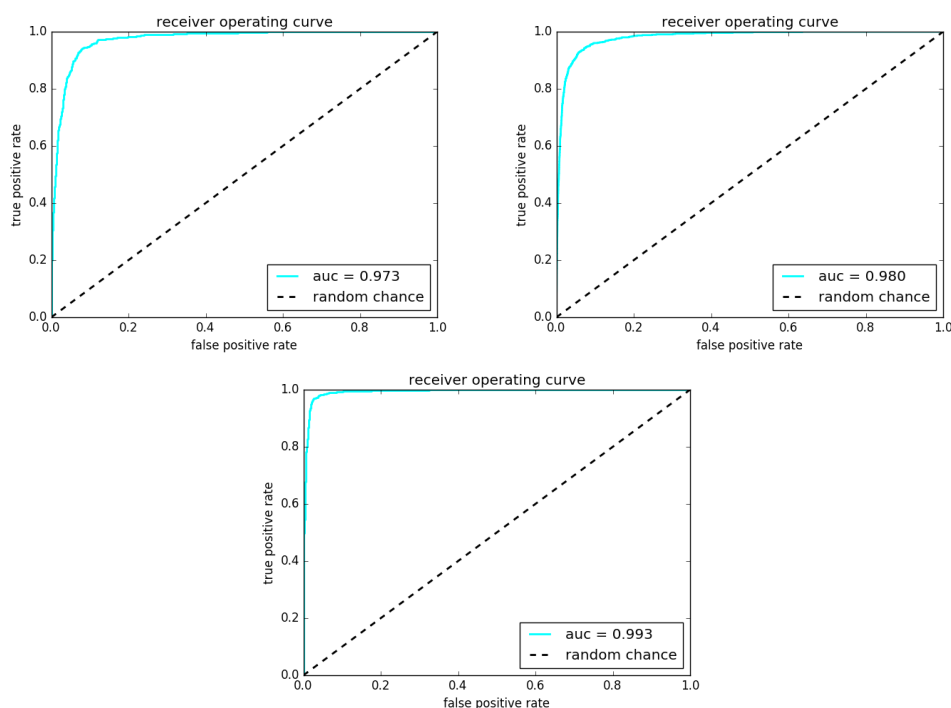 receiver operating curve
1.0
0.8
0.6
0.4
0.2
0.0
true positive rate
auc = 0.973
random chance
0.0 0.2 0.4 0.6 0.8 1.0
false positive rate
receiver operating curve
1.0
0.8
0.6
0.4
0.2
0.0
true positive rate
auc = 0.980
random chance
0.0 0.2 0.4 0.6 0.8 1.0
false positive rate
receiver operating curve
1.0
0.8
0.6
0.4
0.2
0.0
true positive rate
auc = 0.993
random chance
0.0 0.2 0.4 0.6 0.8 1.0
false positive rate